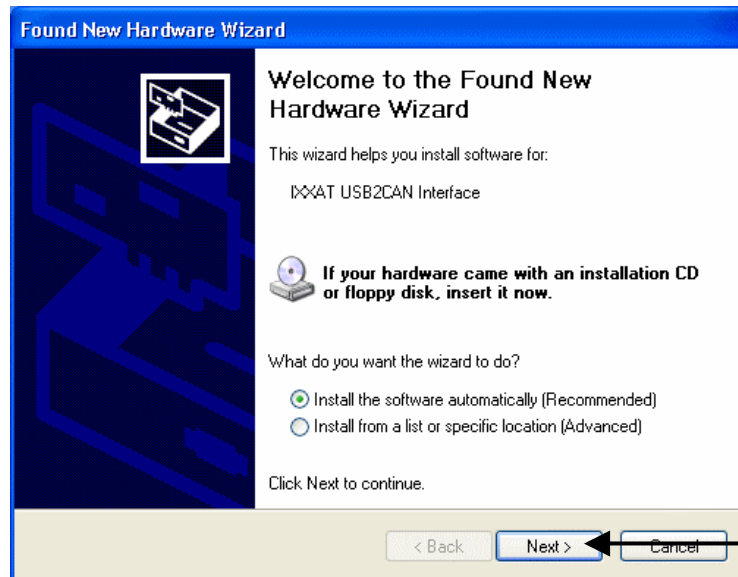 Found New Hardware Wizard
Welcome to the Found New
Hardware Wizard
This wizard helps you install software for:
IXXAT USB2CAN Interface
If your hardware came with an installation CD
or floppy disk, insert it now.
What do you want the wizard to do?
Install the software automatically (Recommended)
Install from a list or specific location (Advanced)
Click Next to continue.
< Back Next > Cancel